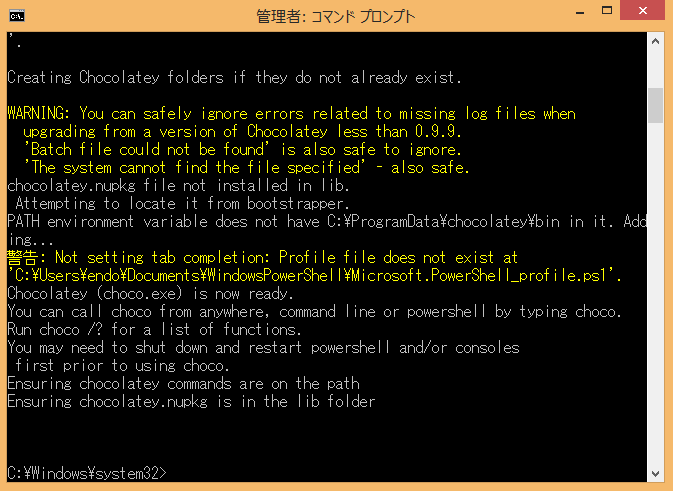 管理者: コマンド プロンプト
'.
Creating Chocolatey folders if they do not already exist.
WARNING: You can safely ignore errors related to missing log files when
upgrading from a version of Chocolatey less than 0.9.9.
'Batch file could not be found' is also safe to ignore.
'The system cannot find the file specified' - also safe.
chocolatey.nupkg file not installed in lib.
Attempting to locate it from bootstrapper.
PATH environment variable does not have C:¥ProgramData¥chocolatey¥bin in it. Add
ing...
警告: Not setting tab completion: Profile file does not exist at
'C:¥Users¥endo¥Documents¥WindowsPowerShell¥Microsoft.PowerShell_profile.ps1'.
Chocolatey (choco.exe) is now ready.
You can call choco from anywhere, command line or powershell by typing choco.
Run choco /? for a list of functions.
You may need to shut down and restart powershell and/or consoles
first prior to using choco.
Ensuring chocolatey commands are on the path
Ensuring chocolatey.nupkg is in the lib folder
C:¥Windows¥system32>